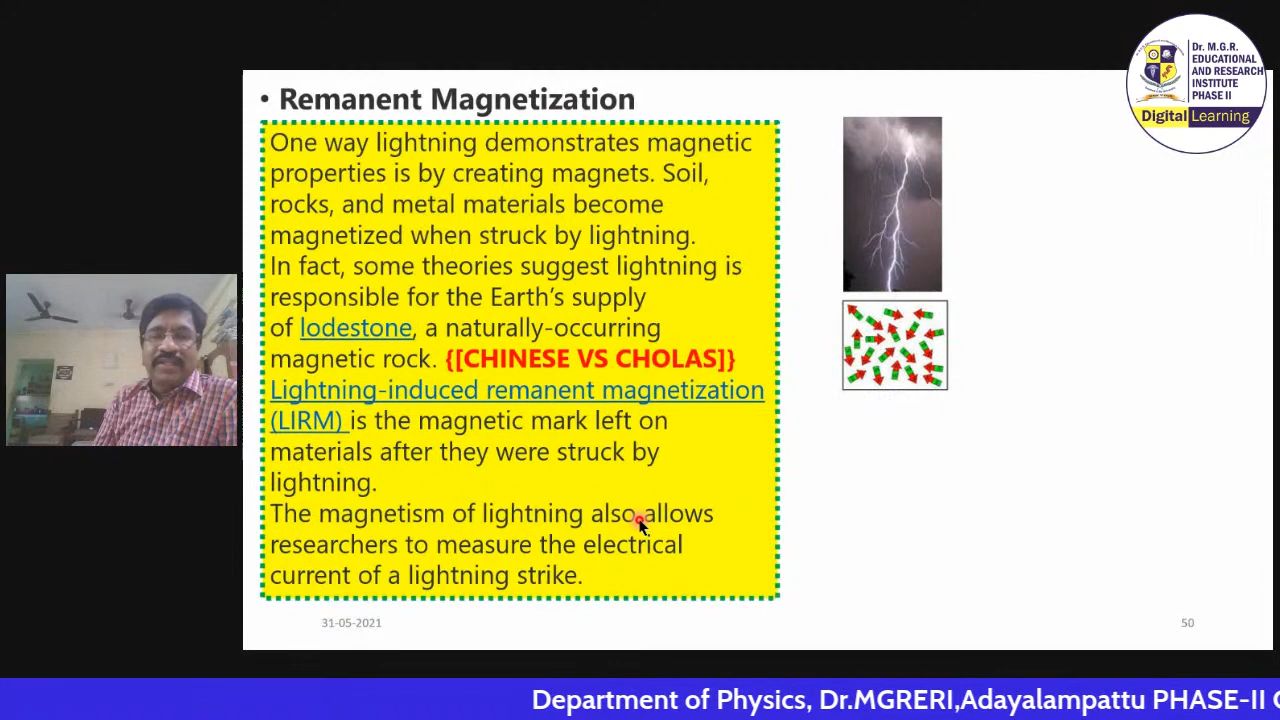 Dr. M.G.R.
EDUCATIONAL
AND RESEARCH
INSTITUTE
PHASE II
Digital Learning
• Remanent Magnetization
One way lightning demonstrates magnetic
properties is by creating magnets. Soil,
rocks, and metal materials become
magnetized when struck by lightning.
In fact, some theories suggest lightning is
responsible for the Earth’s supply
of lodestone, a naturally-occurring
magnetic rock. {[CHINESE VS CHOLAS]}
Lightning-induced remanent magnetization
(LIRM) is the magnetic mark left on
materials after they were struck by
lightning.
The magnetism of lightning also allows
researchers to measure the electrical
current of a lightning strike.
31-05-2021
50
Department of Physics, Dr.MGRERI,Adayalampattu PHASE-II